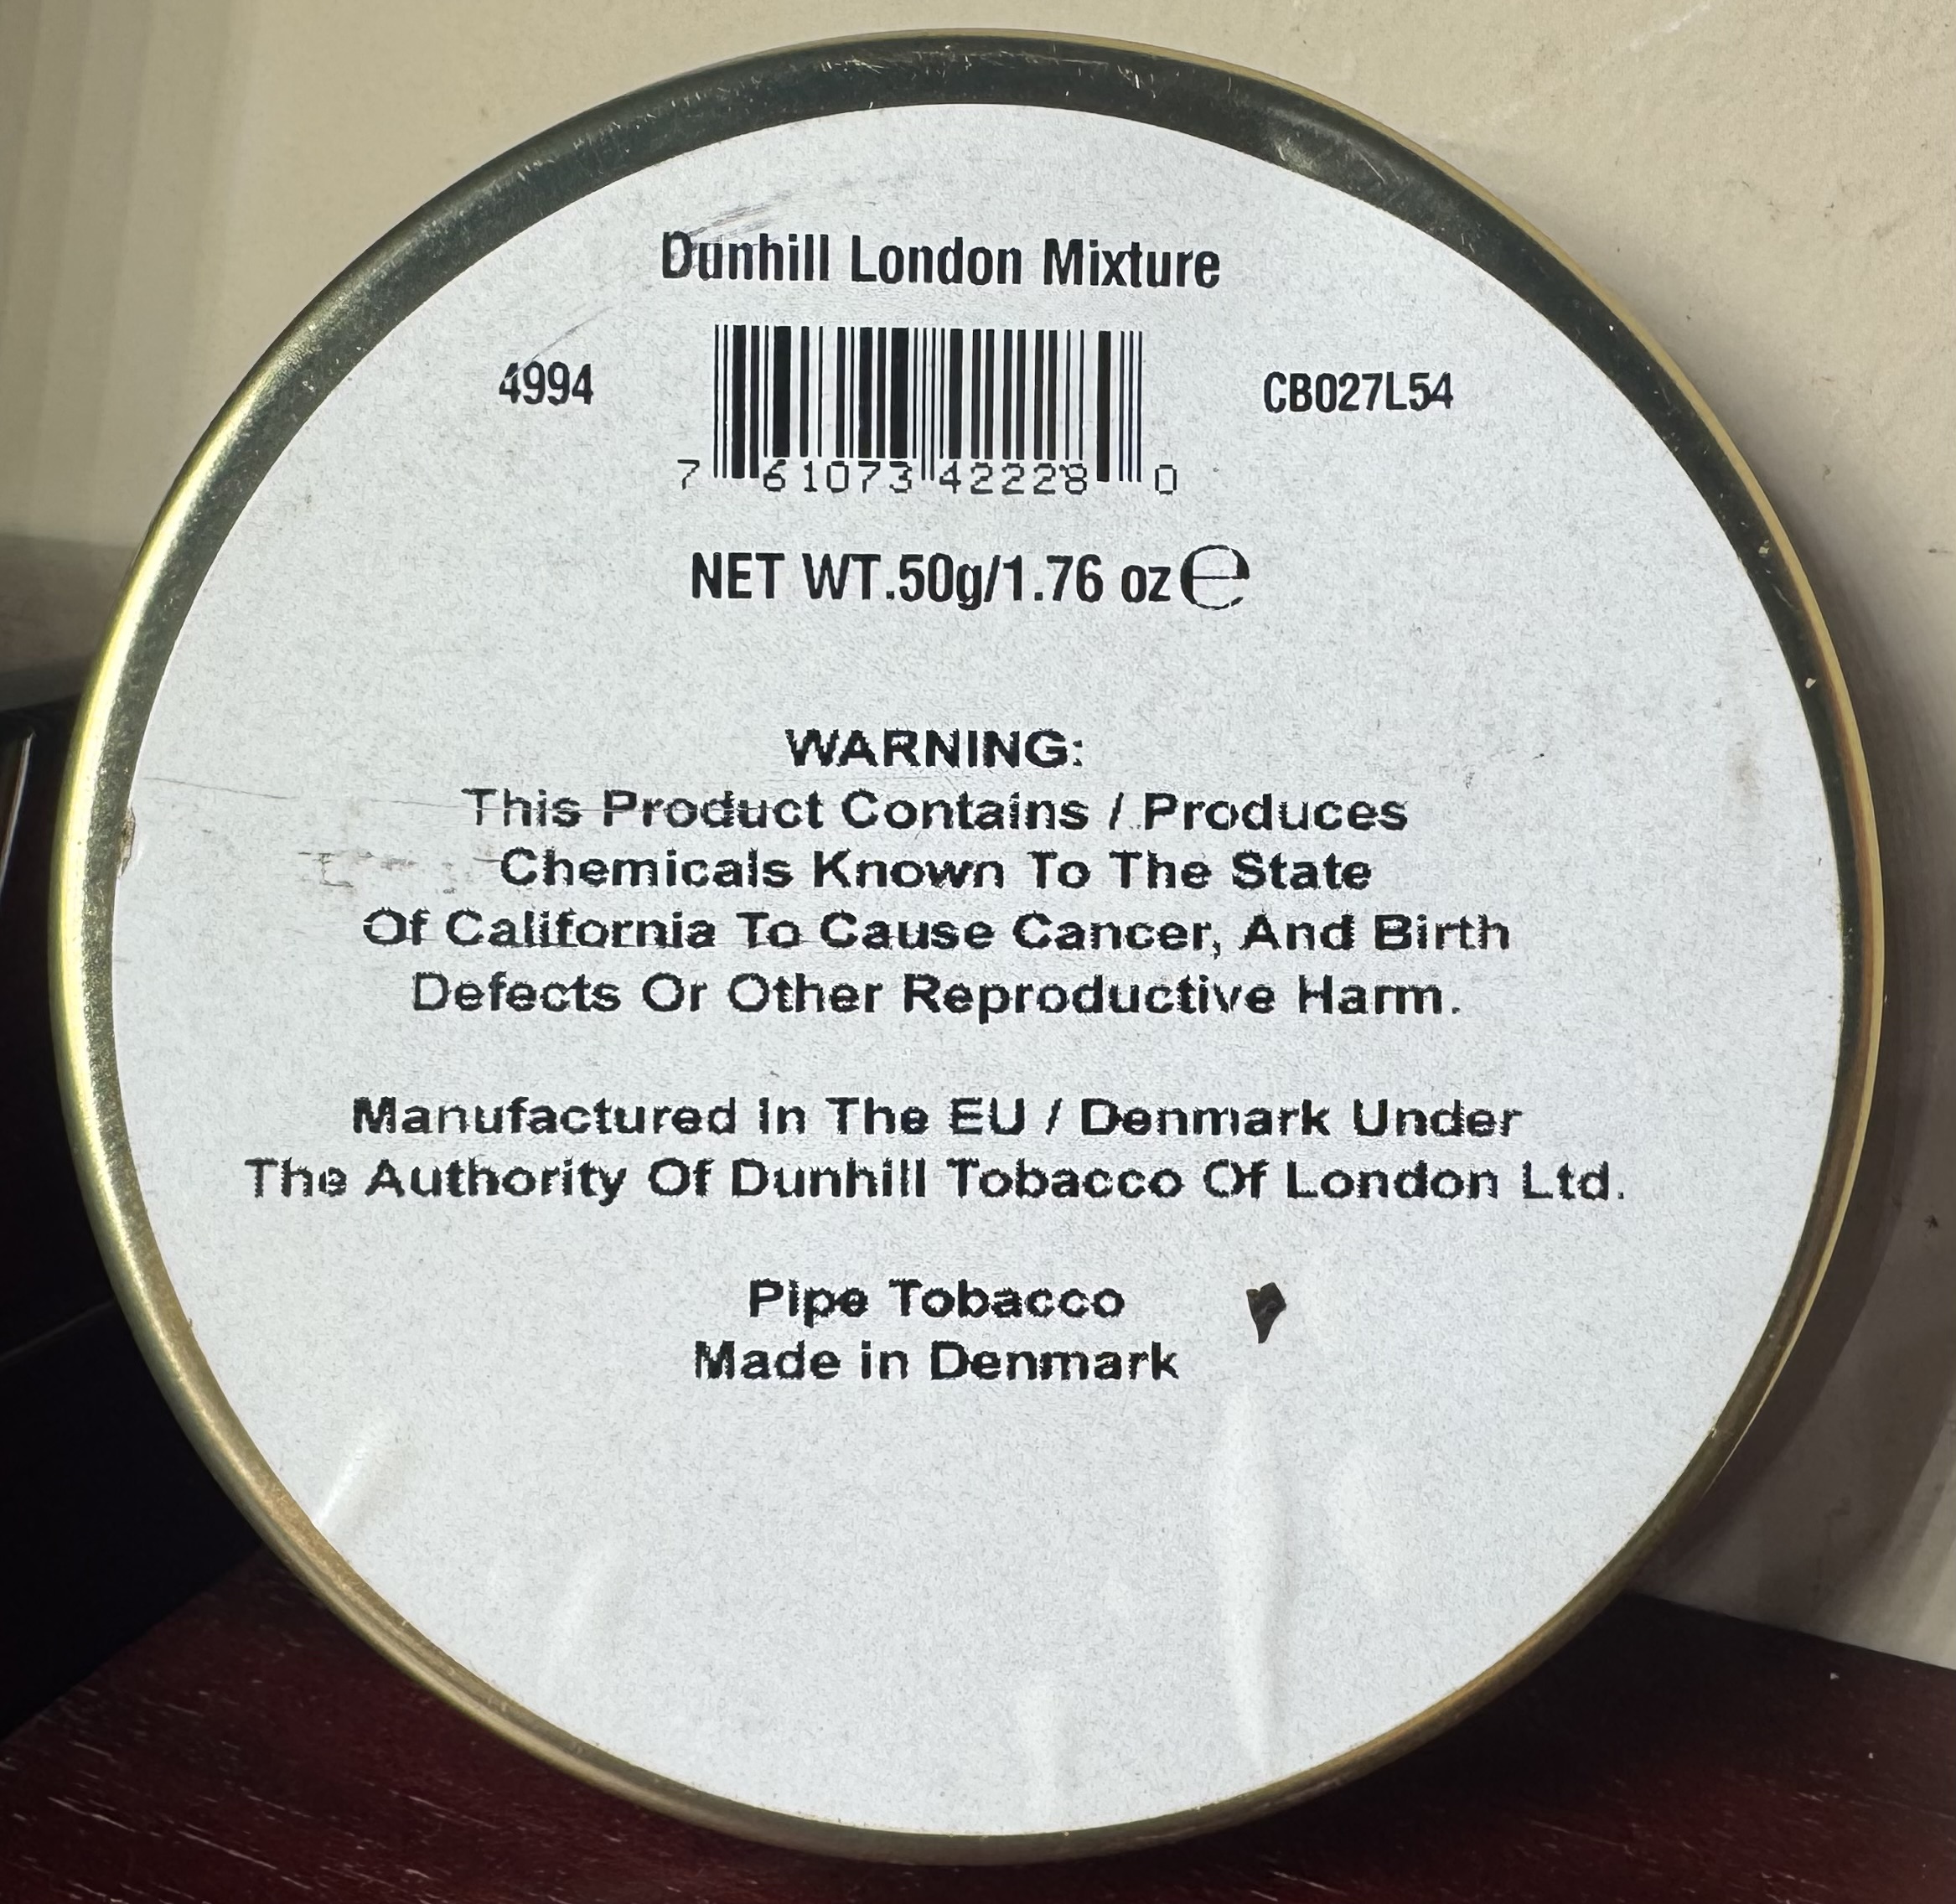 Dunhill London Mixture
4994
CB027L54
7 61073 42228 0
NET WT.50g/1.76 oz ℮
WARNING:
This Product Contains / Produces
Chemicals Known To The State
Of California To Cause Cancer, And Birth
Defects Or Other Reproductive Harm.
Manufactured In The EU / Denmark Under
The Authority Of Dunhill Tobacco Of London Ltd.
Pipe Tobacco
Made in Denmark